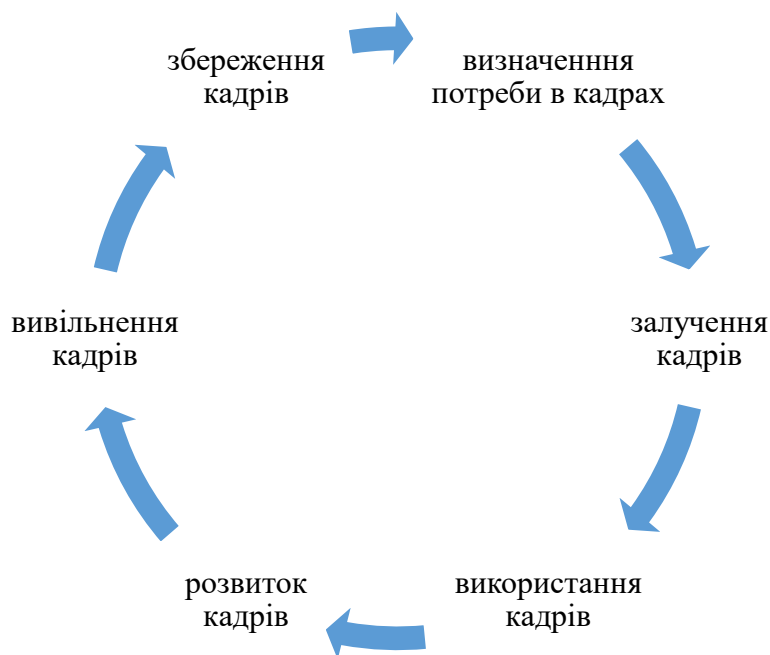 збереження
кадрів
визначенння
потреби в кадрах
залучення
кадрів
використання
кадрів
розвиток
кадрів
вивільнення
кадрів